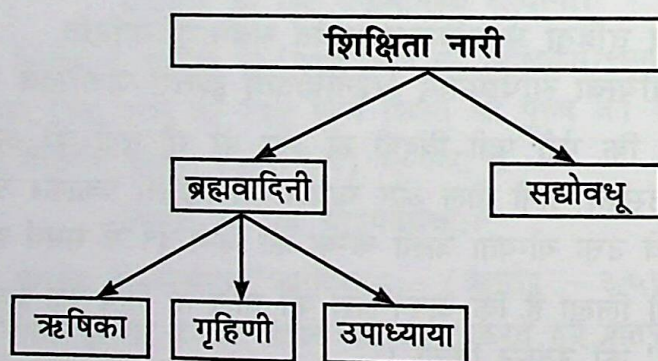 शिक्षिता नारी
ब्रह्मवादिनी सद्योवधू
ऋषिका गृहिणी उपाध्याया